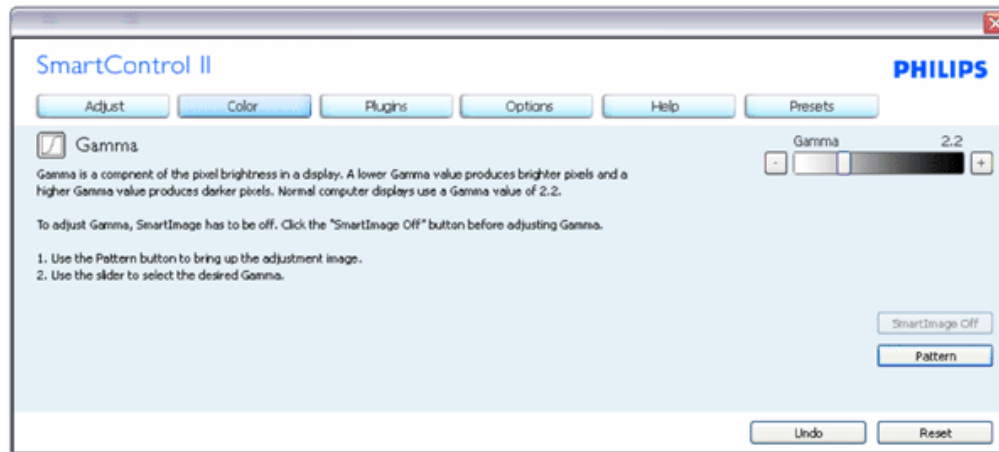 SmartControl II
PHILIPS
Adjust Color Plugins Options Help Presets
Gamma
Gamma 2.2
- +
Gamma is a compnent of the pixel brightness in a display. A lower Gamma value produces brighter pixels and a
higher Gamma value produces darker pixels. Normal computer displays use a Gamma value of 2.2.
To adjust Gamma, SmartImage has to be off. Click the "SmartImage Off" button before adjusting Gamma.
1. Use the Pattern button to bring up the adjustment image.
2. Use the slider to select the desired Gamma.
SmartImage Off
Pattern
Undo Reset